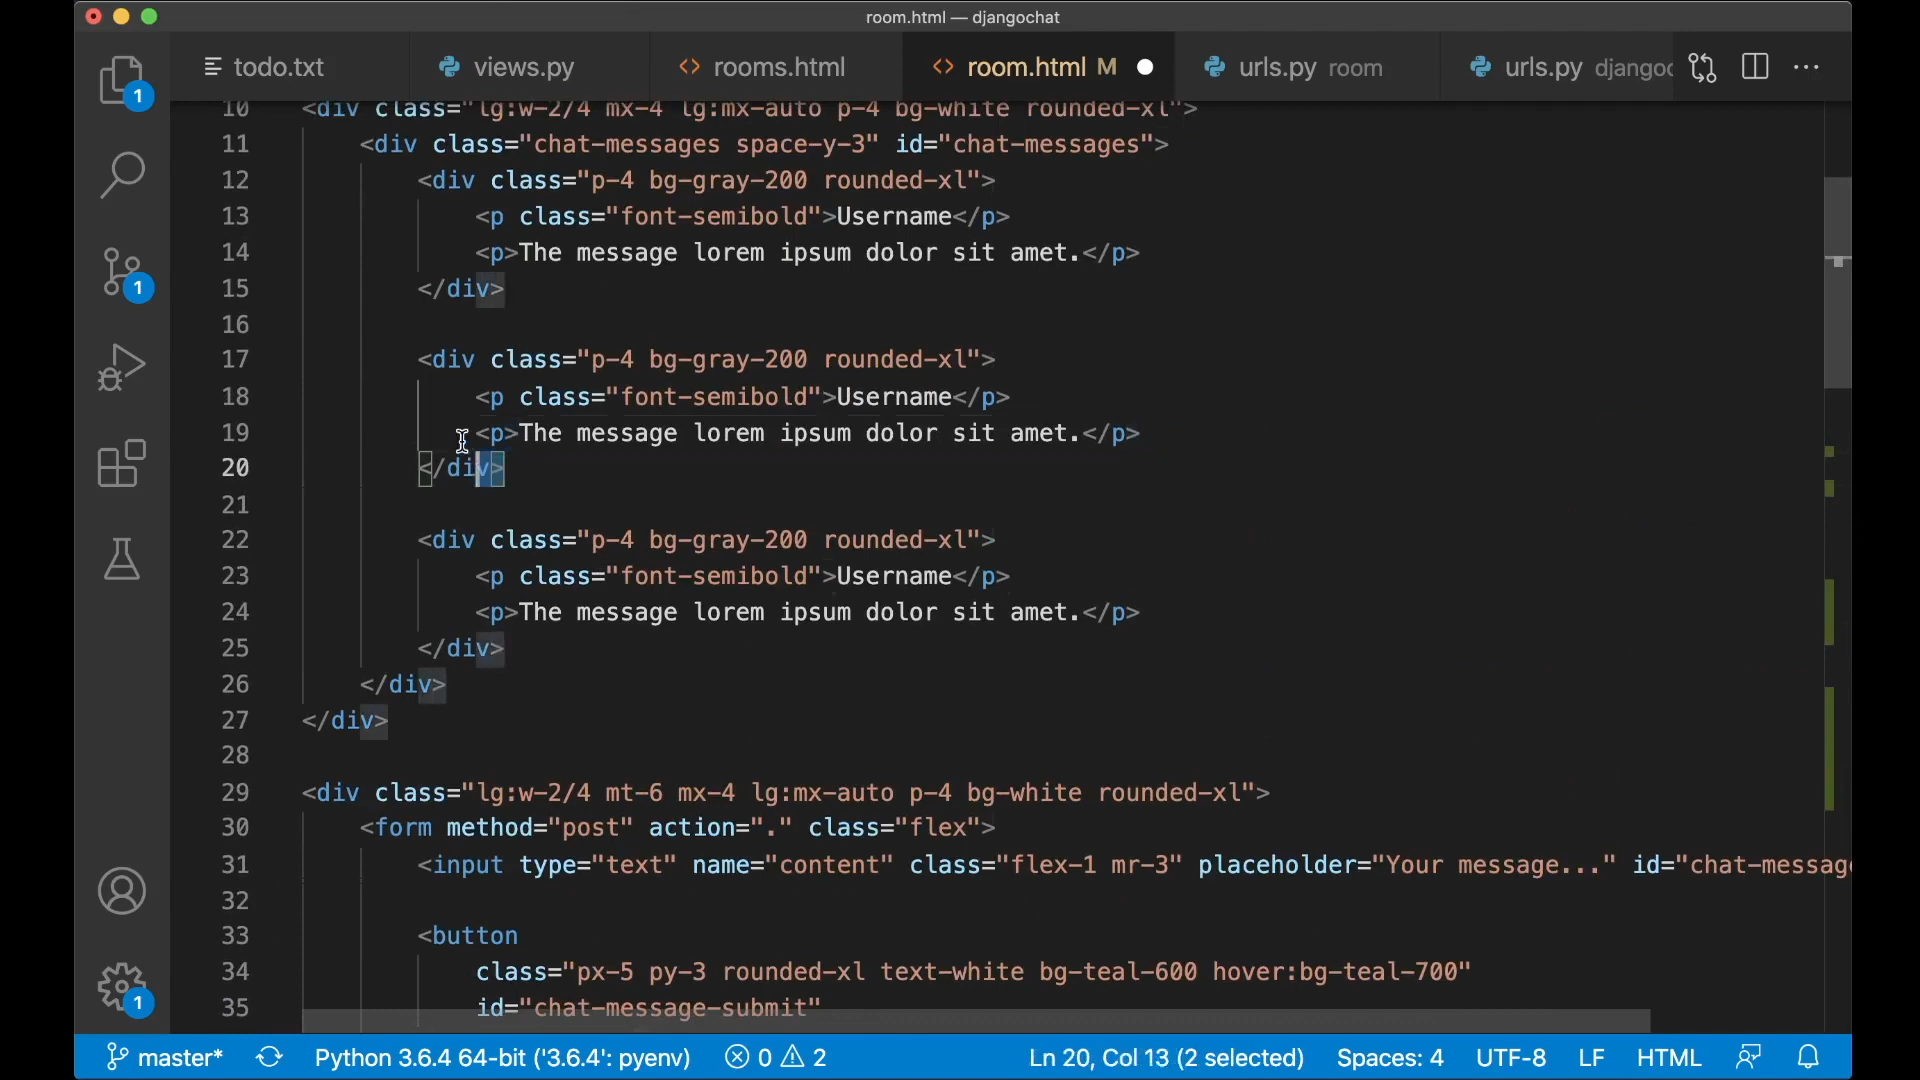 room.html — djangochat
todo.txt views.py rooms.html room.html M urls.py room urls.py djangoc
1
10 <div class="lg:w-2/4 mx-4 lg:mx-auto p-4 bg-white rounded-xl">
11 <div class="chat-messages space-y-3" id="chat-messages">
12 <div class="p-4 bg-gray-200 rounded-xl">
13 <p class="font-semibold">Username</p>
14 <p>The message lorem ipsum dolor sit amet.</p>
15 </div>
1
16
17 <div class="p-4 bg-gray-200 rounded-xl">
18 <p class="font-semibold">Username</p>
19 <p>The message lorem ipsum dolor sit amet.</p>
20 </div>
21
22 <div class="p-4 bg-gray-200 rounded-xl">
23 <p class="font-semibold">Username</p>
24 <p>The message lorem ipsum dolor sit amet.</p>
25 </div>
26 </div>
27 </div>
28
29 <div class="lg:w-2/4 mt-6 mx-4 lg:mx-auto p-4 bg-white rounded-xl">
30 <form method="post" action="." class="flex">
31 <input type="text" name="content" class="flex-1 mr-3" placeholder="Your message..." id="chat-messag
32
33 <button
34 class="px-5 py-3 rounded-xl text-white bg-teal-600 hover:bg-teal-700"
1
35 id="chat-message-submit"
master* Python 3.6.4 64-bit ('3.6.4': pyenv) 0 2 Ln 20, Col 13 (2 selected) Spaces: 4 UTF-8 LF HTML